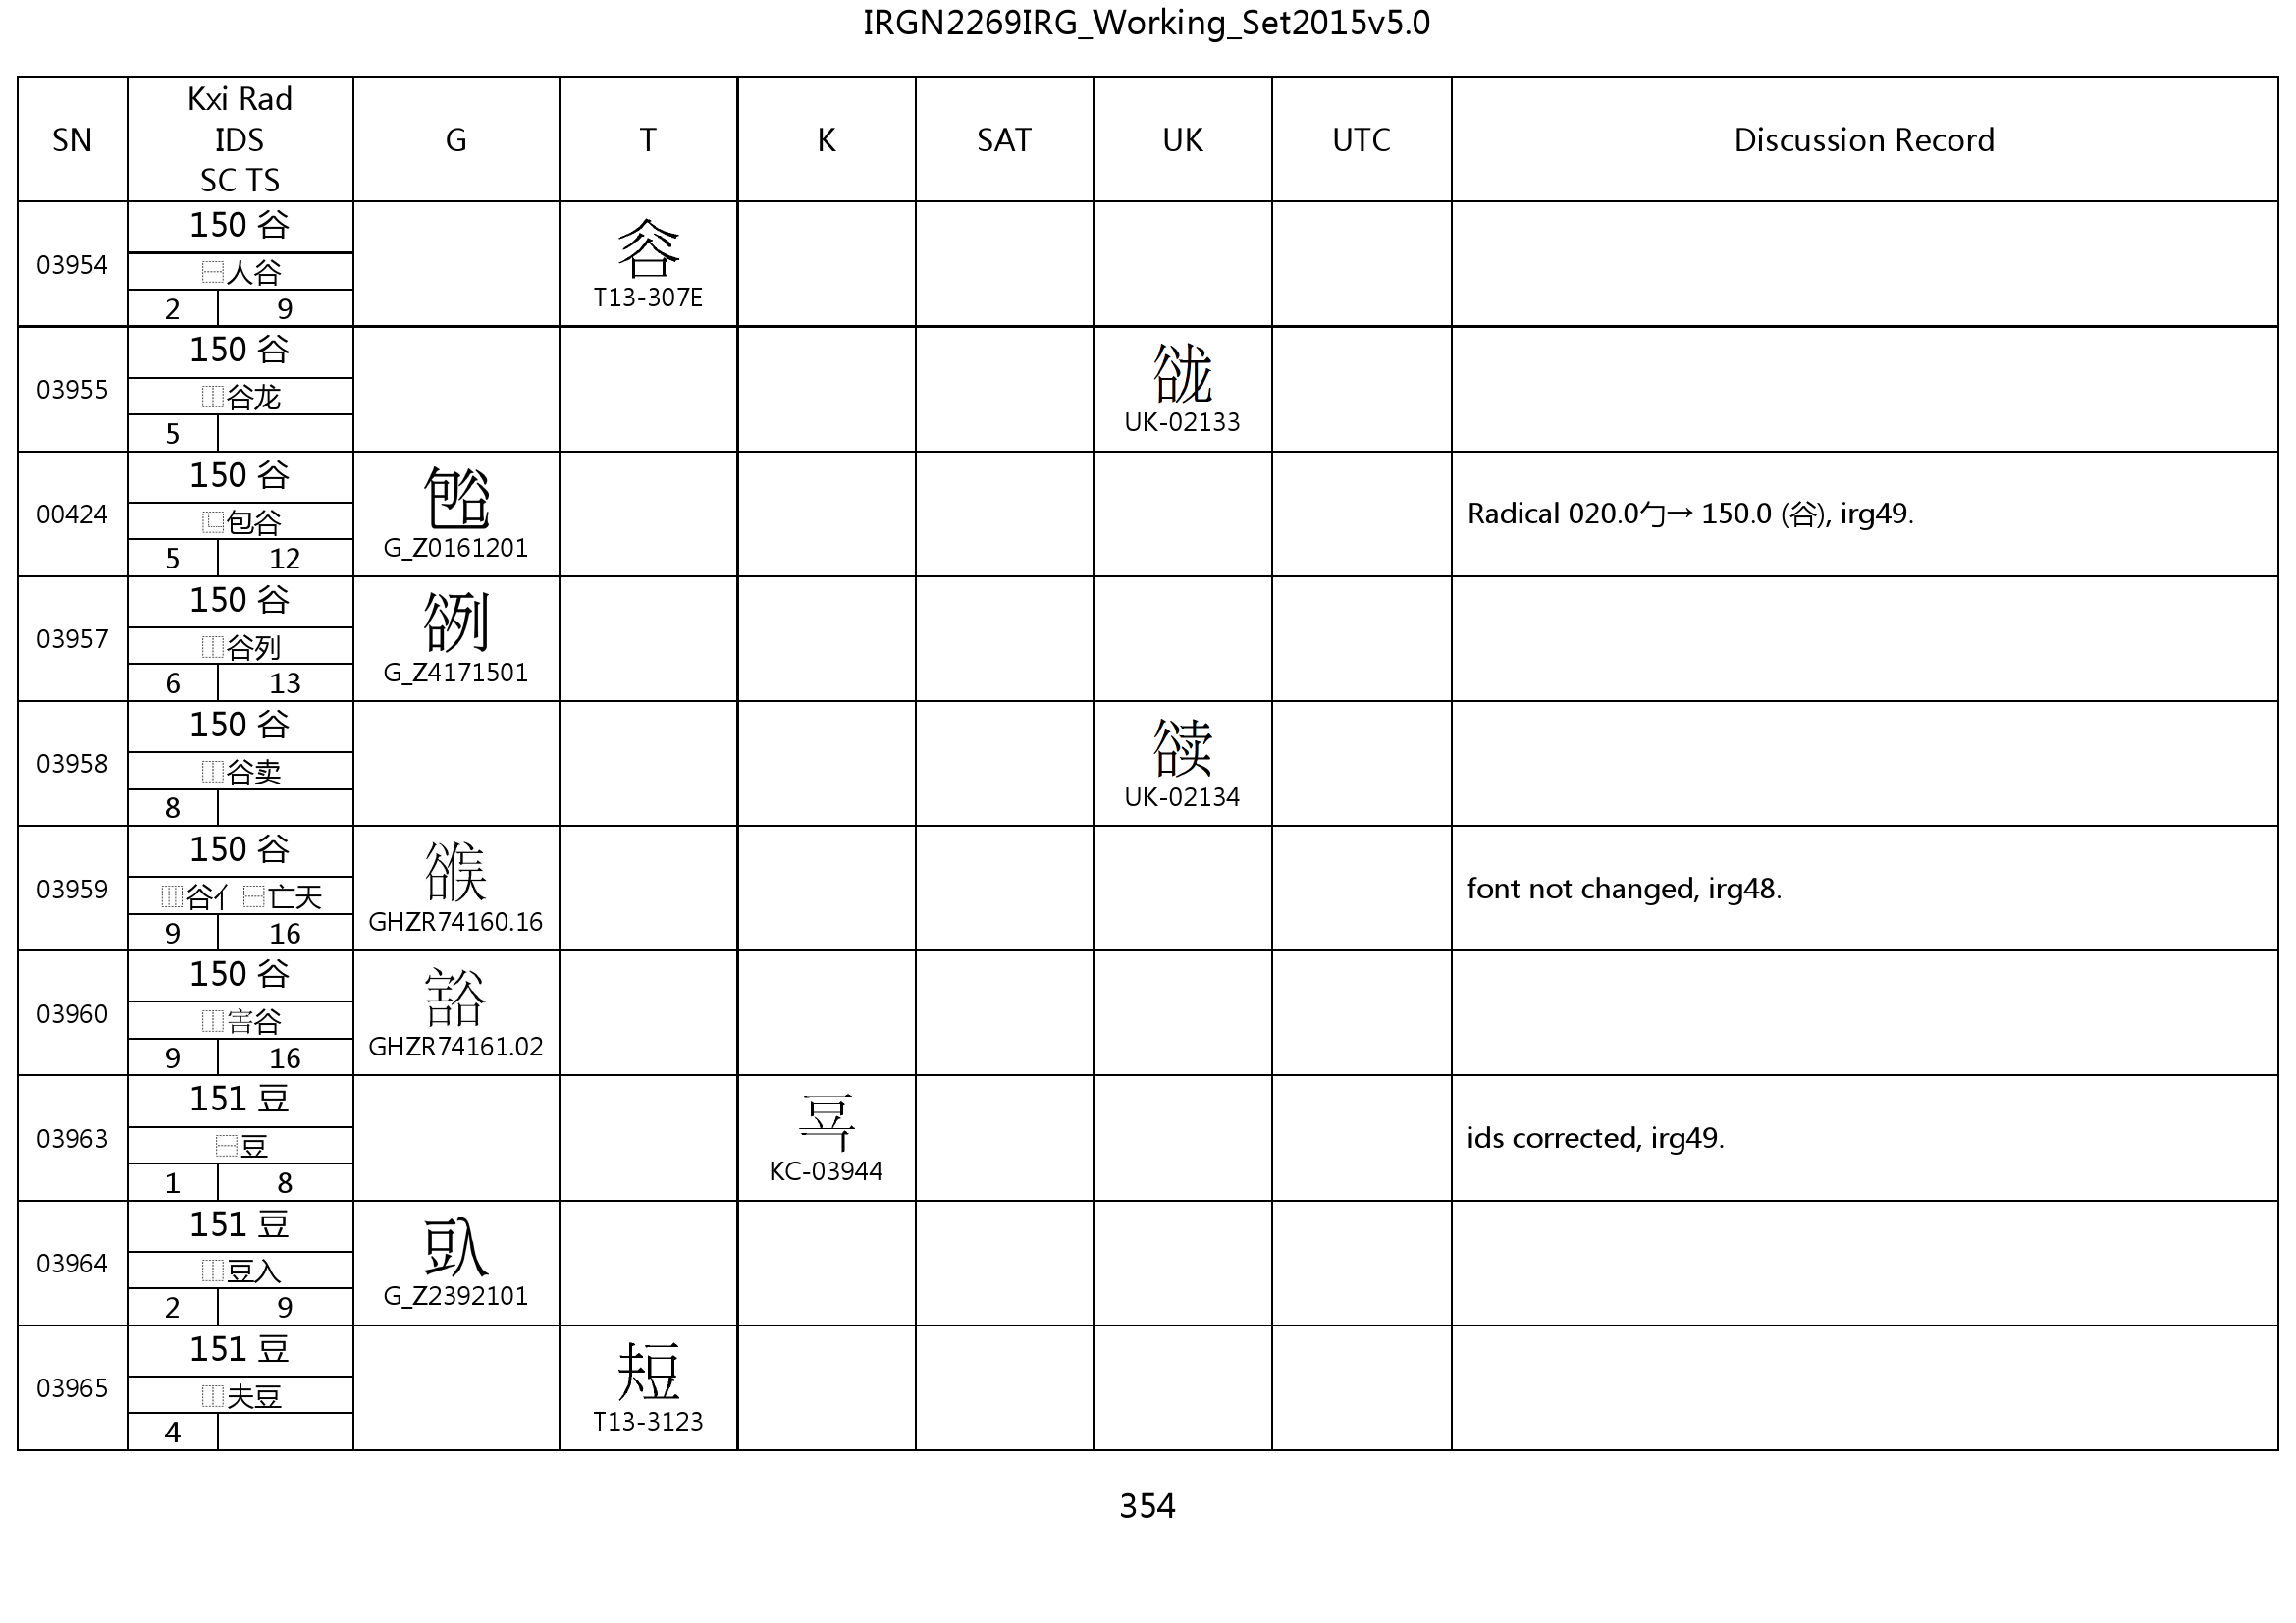 IRGN2269IRG_Working_Set2015v5.0
SN Kxi Rad IDS SC TS G T K SAT UK UTC Discussion Record
03954 150 谷
⿱人谷
2 9
T13-307E
03955 150 谷
⿰谷龙
5
UK-02133
00424 150 谷
⿺包谷
5 12
G_Z0161201
Radical 020.0勹→ 150.0 (谷), irg49.
03957 150 谷
⿰谷列
6 13
G_Z4171501
03958 150 谷
⿰谷卖
8
UK-02134
03959 150 谷
⿲谷亻⿱亡天
9 16
GHZR74160.16
font not changed, irg48.
03960 150 谷
⿰谷
9 16
GHZR74161.02
03963 151 豆
⿱豆
1 8
KC-03944
ids corrected, irg49.
03964 151 豆
⿰豆入
2 9
G_Z2392101
03965 151 豆
⿰夫豆
4
T13-3123
354